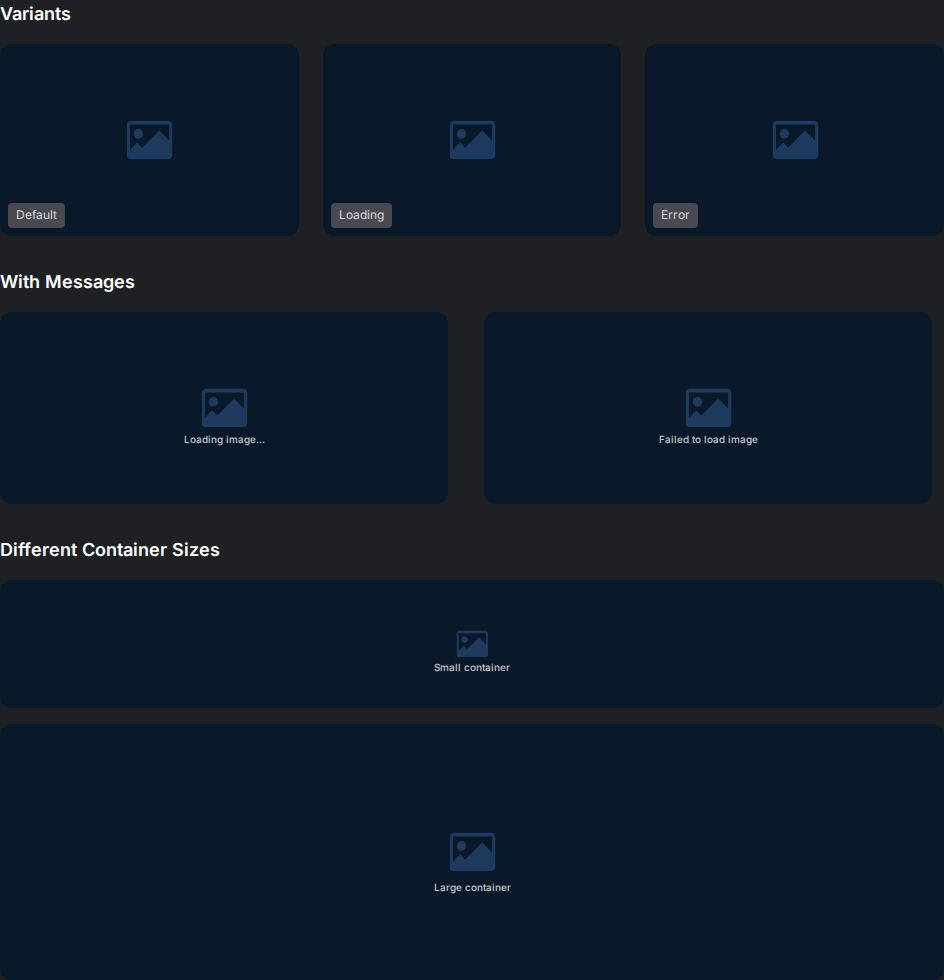 Variants
Default
Loading
Error
With Messages
Loading image...
Failed to load image
Different Container Sizes
Small container
Large container